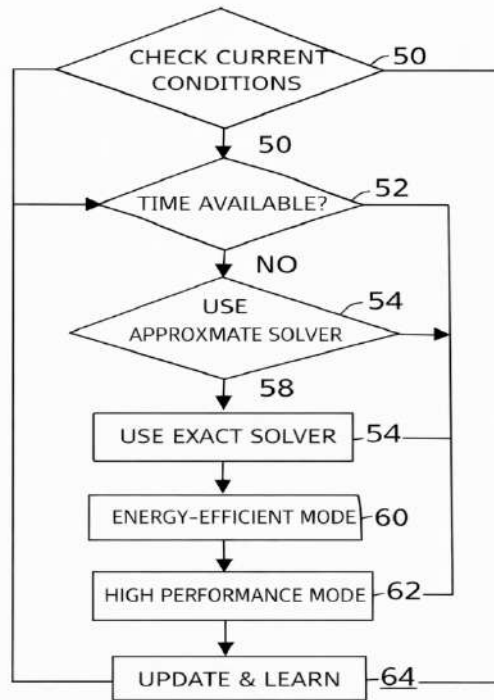 CHECK CURRENT 50
CONDITIONS
50
TIME AVAILABLE? 52
NO
USE 54
APPROXMATE SOLVER
58
USE EXACT SOLVER 54
ENERGY-EFFICIENT MODE 60
HIGH PERFORMANCE MODE 62
UPDATE & LEARN 64